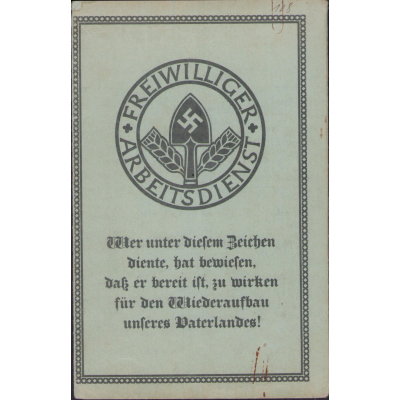 FREIWILLIGER
ARBEITSDIENST
Wer unter diesem Zeichen
diente, hat bewiesen,
daß er bereit ist, zu wirken
für den Wiederaufbau
unseres Vaterlandes!